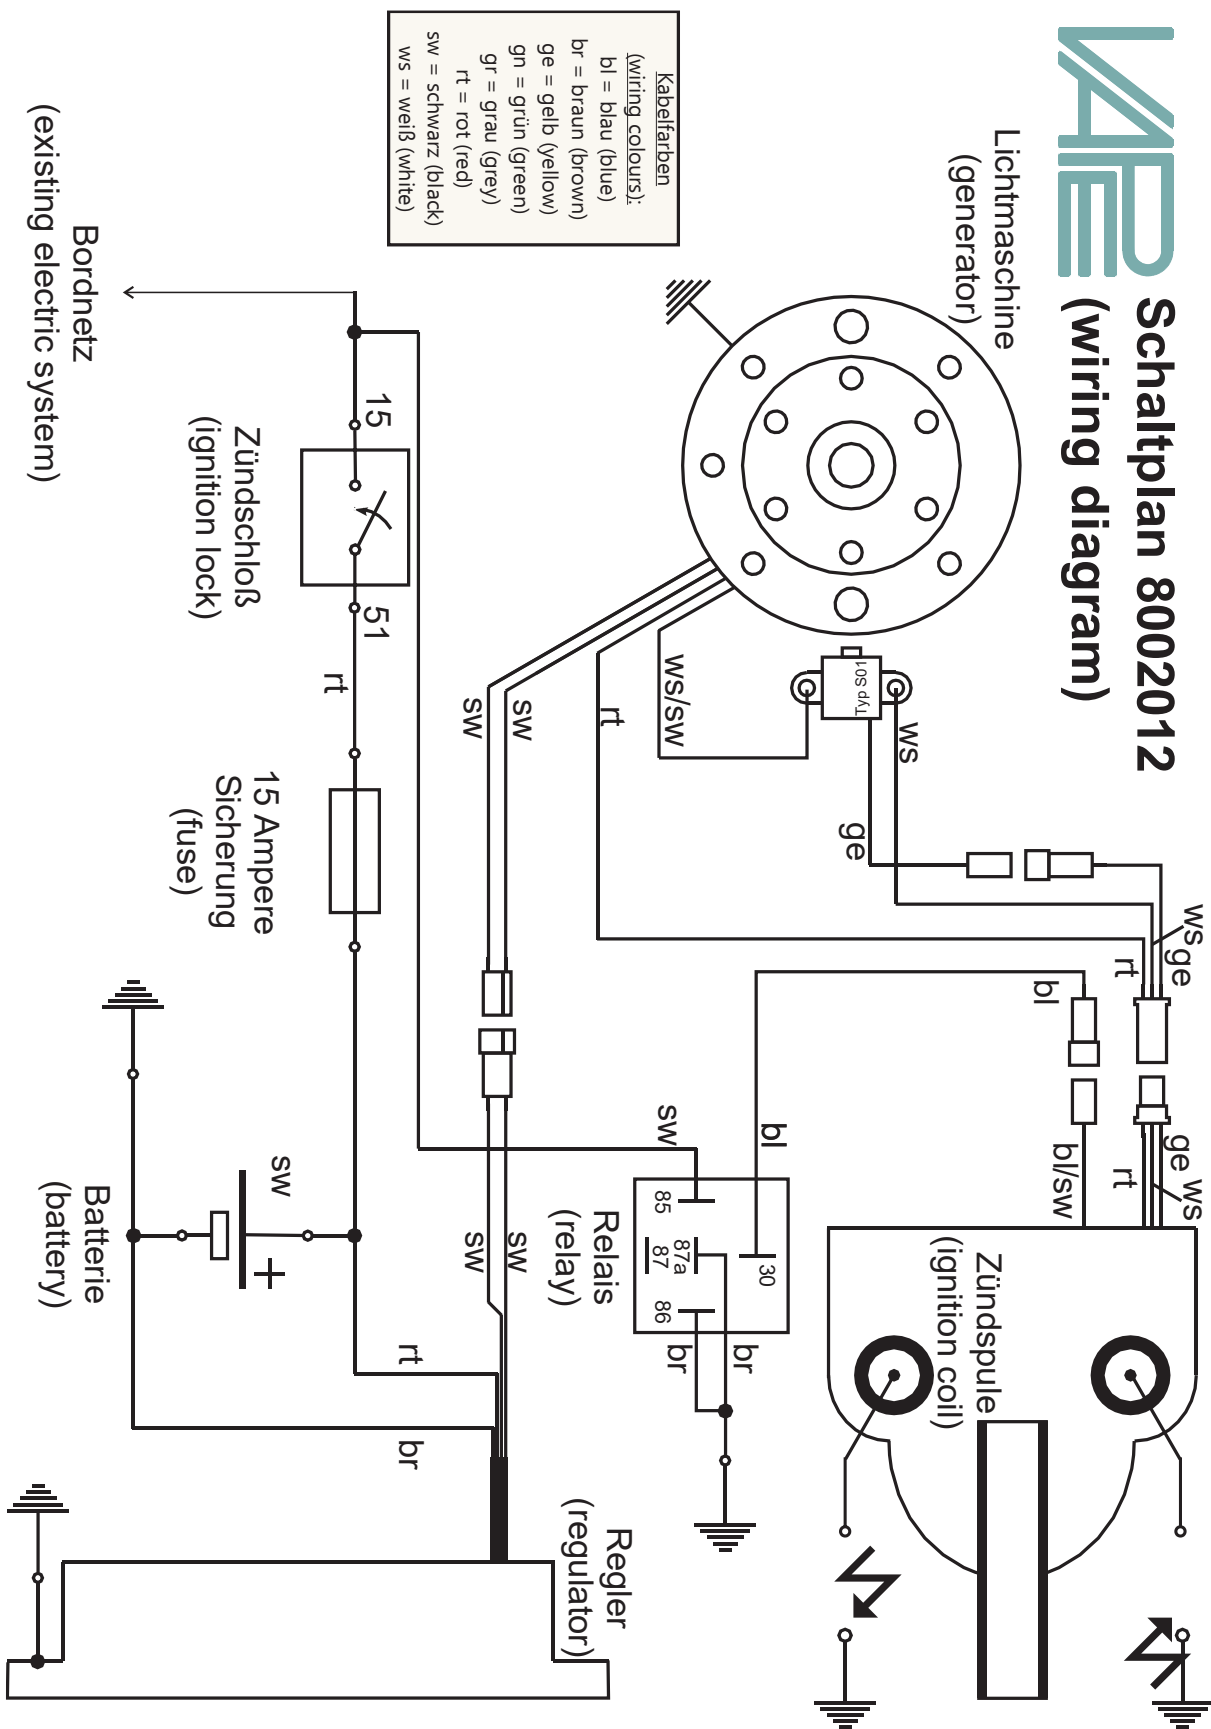 VAPE
Schaltplan 8002012
(wiring diagram)
Lichtmaschine
(generator)
Kabelfarben
(wiring colours):
bl = blau (blue)
br = braun (brown)
ge = gelb (yellow)
gn = grün (green)
gr = grau (grey)
rt = rot (red)
sw = schwarz (black)
ws = weiß (white)
Typ S01
ws
ge
ws/sw
rt
sw
sw
ws
ge
rt
bl
ge
ws
rt
bl/sw
Zündspule
(ignition coil)
bl
sw
30
85
87a
87
86
Relais
(relay)
br
br
sw
sw
Bordnetz
(existing electric system)
15
51
Zündschloß
(ignition lock)
rt
15 Ampere
Sicherung
(fuse)
sw
+
Batterie
(battery)
rt
br
Regler
(regulator)